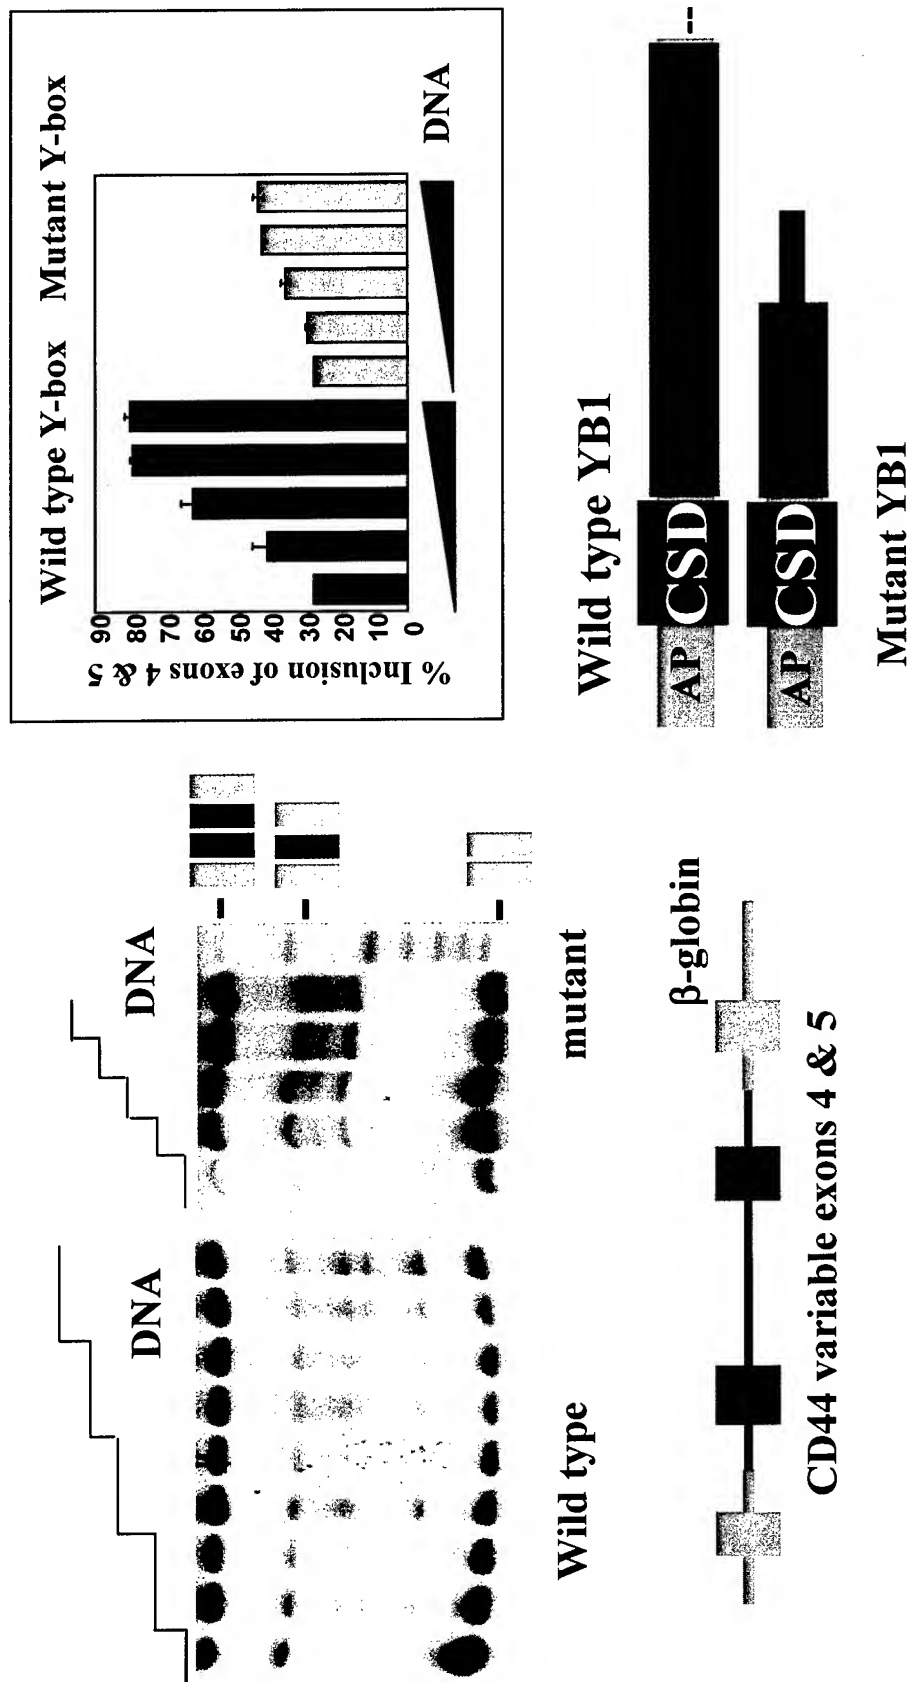 DNA
DNA
Wild type
mutant
β-globin
CD44 variable exons 4 & 5
Wild type Y-box
Mutant Y-box
% Inclusion of exons 4 & 5
90
80
70
60
50
40
30
20
10
0
DNA
Wild type YB1
AP
CSD
AP
CSD
Mutant YB1